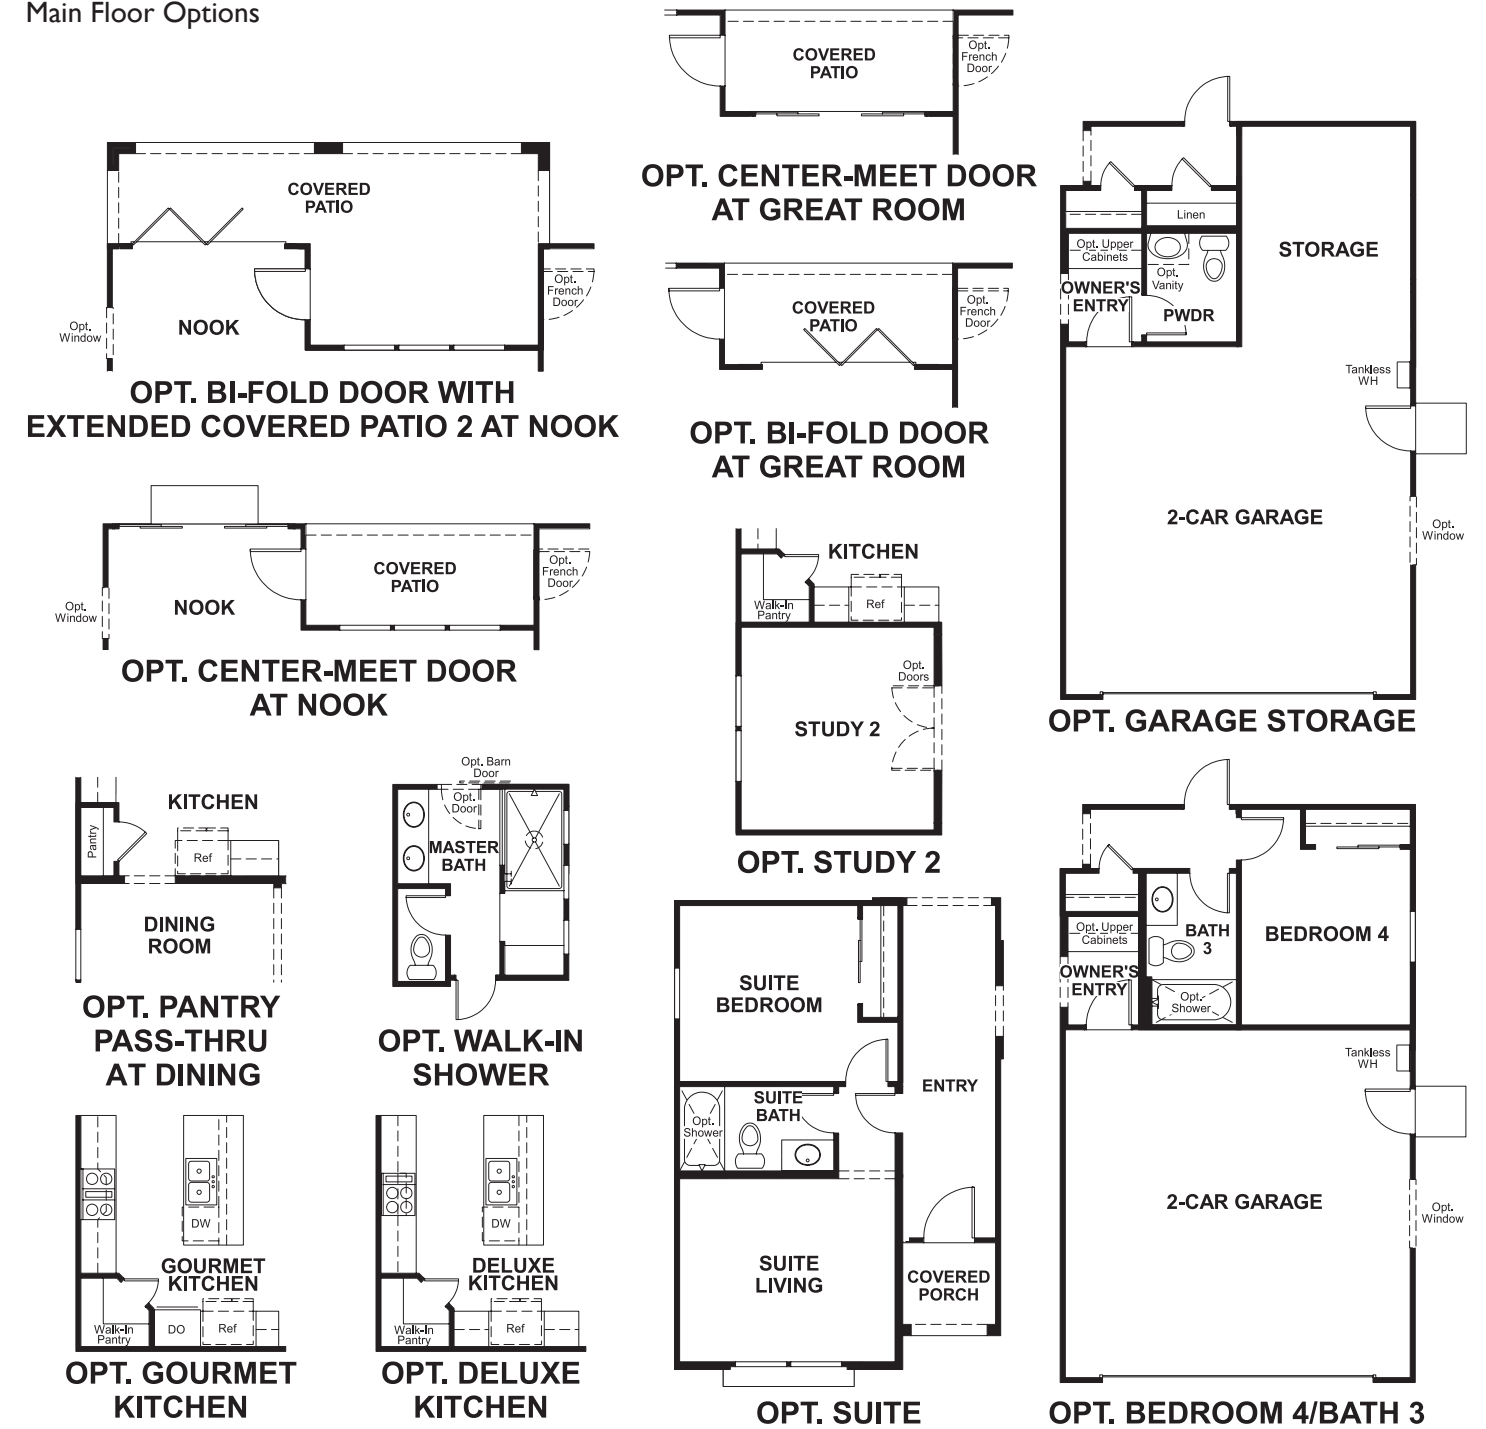 Main Floor Options
COVERED
PATIO
NOOK
Opt.
Window
Opt.
French
Door
OPT. BI-FOLD DOOR WITH
EXTENDED COVERED PATIO 2 AT NOOK
COVERED
PATIO
NOOK
Opt.
Window
Opt.
French
Door
OPT. CENTER-MEET DOOR
AT NOOK
COVERED
PATIO
Opt.
French
Door
OPT. CENTER-MEET DOOR
AT GREAT ROOM
COVERED
PATIO
Opt.
French
Door
OPT. BI-FOLD DOOR
AT GREAT ROOM
KITCHEN
Walk-In
Pantry
Ref
Opt.
Doors
STUDY 2
OPT. STUDY 2
Linen
Opt. Upper
Cabinets
Opt.
Vanity
OWNER'S
ENTRY
PWDR
STORAGE
Tankless
WH
2-CAR GARAGE
Opt.
Window
OPT. GARAGE STORAGE
KITCHEN
Pantry
Ref
DINING
ROOM
OPT. PANTRY
PASS-THRU
AT DINING
Opt. Barn
Door
Opt.
Door
MASTER
BATH
OPT. WALK-IN
SHOWER
DW
GOURMET
KITCHEN
Walk-In
Pantry
DO
Ref
OPT. GOURMET
KITCHEN
DW
DELUXE
KITCHEN
Walk-In
Pantry
Ref
OPT. DELUXE
KITCHEN
SUITE
BEDROOM
ENTRY
SUITE
BATH
Opt.
Shower
SUITE
LIVING
COVERED
PORCH
OPT. SUITE
Opt. Upper
Cabinets
OWNER'S
ENTRY
BATH
3
Opt.
Shower
BEDROOM 4
Tankless
WH
2-CAR GARAGE
Opt.
Window
OPT. BEDROOM 4/BATH 3